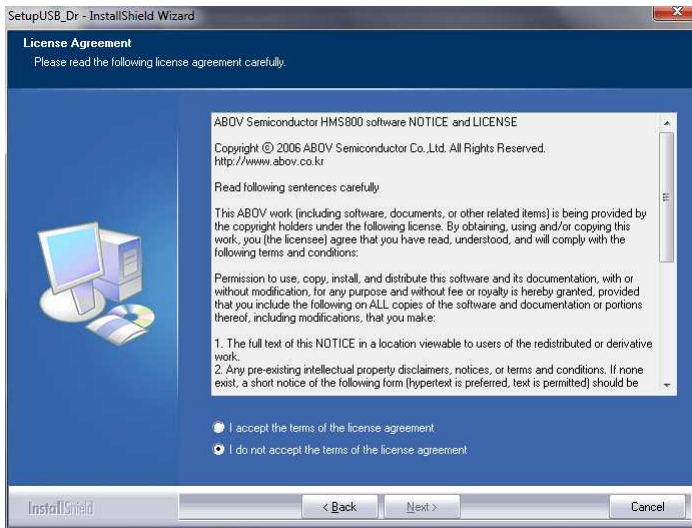 SetupUSB_Dr - InstallShield Wizard
License Agreement
Please read the following license agreement carefully.
ABOV Semiconductor HMS800 software NOTICE and LICENSE
Copyright © 2006 ABOV Semiconductor Co.,Ltd. All Rights Reserved.
http://www.abov.co.kr
Read following sentences carefully
This ABOV work (including software, documents, or other related items) is being provided by
the copyright holders under the following license. By obtaining, using and/or copying this
work, you (the licensee) agree that you have read, understood, and will comply with the
following terms and conditions:
Permission to use, copy, install, and distribute this software and its documentation, with or
without modification, for any purpose and without fee or royalty is hereby granted, provided
that you include the following on ALL copies of the software and documentation or portions
thereof, including modifications, that you make:
1. The full text of this NOTICE in a location viewable to users of the redistributed or derivative
work.
2. Any pre-existing intellectual property disclaimers, notices, or terms and conditions. If none
exist, a short notice of the following form (hypertext is preferred, text is permitted) should be
I accept the terms of the license agreement
I do not accept the terms of the license agreement
InstallShield
< Back
Next >
Cancel